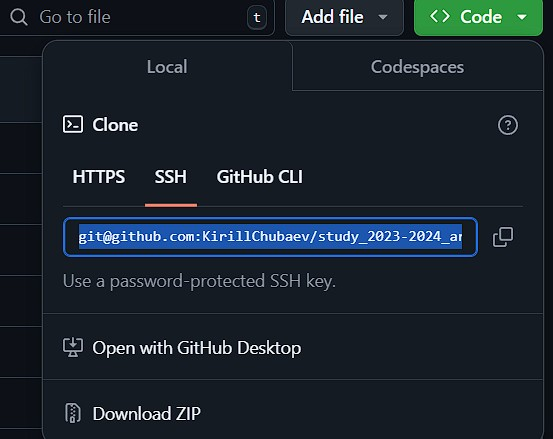 Go to file t Add file Code
Local Codespaces
Clone
HTTPS SSH GitHub CLI
git@github.com:KirillChubaev/study_2023-2024_ar
Use a password-protected SSH key.
Open with GitHub Desktop
Download ZIP